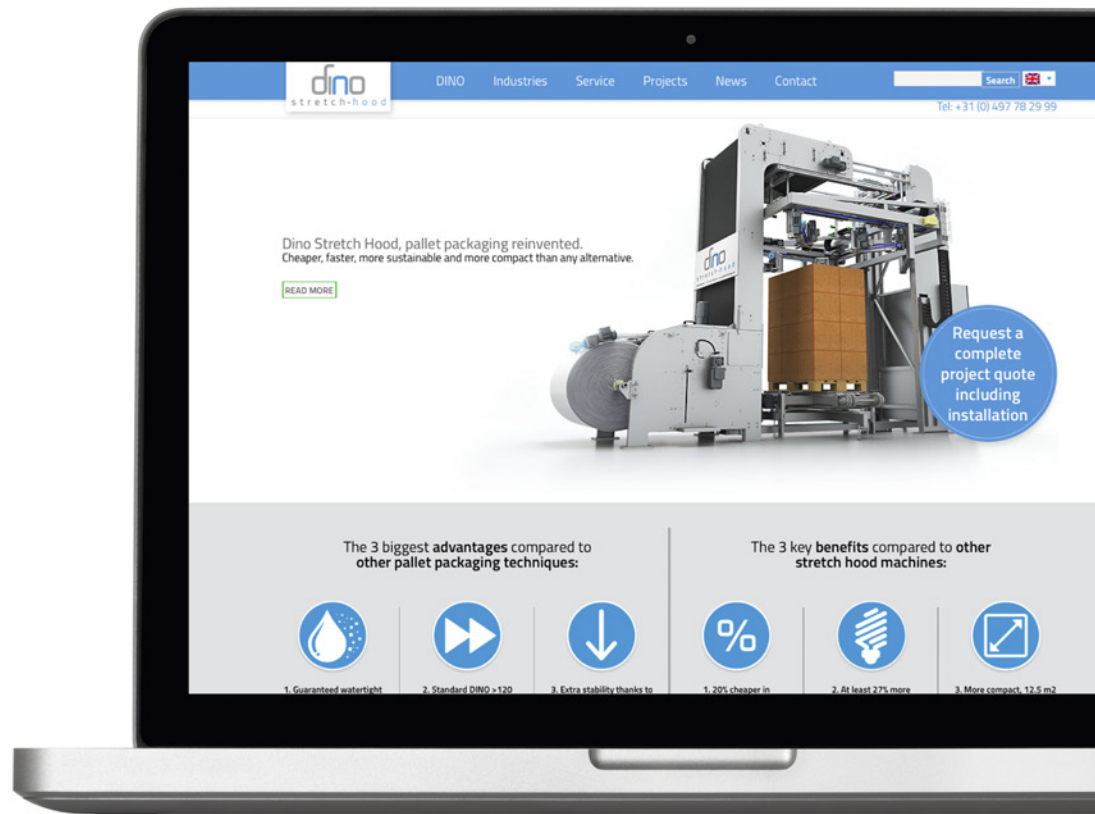 dino
stretch-hood
DINO Industries Service Projects News Contact
Search
Tel: +31 (0) 497 78 29 99
Dino Stretch Hood, pallet packaging reinvented.
Cheaper, faster, more sustainable and more compact than any alternative.
READ MORE
dino
stretch-hood
Request a
complete
project quote
including
installation
The 3 biggest advantages compared to
other pallet packaging techniques:
The 3 key benefits compared to other
stretch hood machines:
%
1. Guaranteed watertight
2. Standard DINO >120
3. Extra stability thanks to
1. 20% cheaper in
2. At least 27% more
3. More compact, 12.5 m2